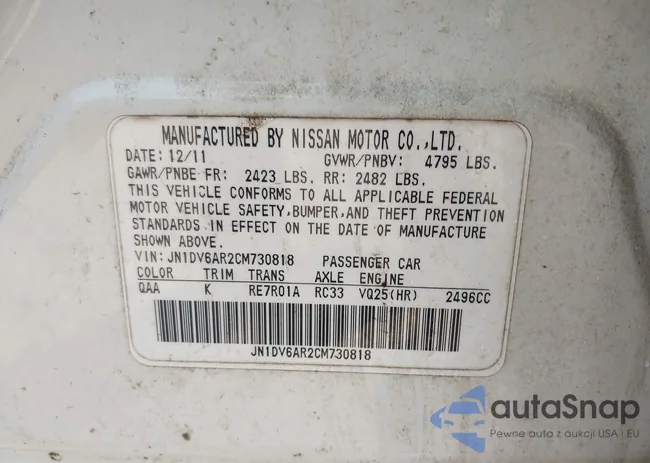 MANUFACTURED BY NISSAN MOTOR CO.,LTD.
DATE: 12/11 GVWR/PNBV: 4795 LBS.
GAWR/PNBE FR: 2423 LBS. RR: 2482 LBS.
THIS VEHICLE CONFORMS TO ALL APPLICABLE FEDERAL
MOTOR VEHICLE SAFETY,BUMPER,AND THEFT PREVENTION
STANDARDS IN EFFECT ON THE DATE OF MANUFACTURE
SHOWN ABOVE.
VIN: JN1DV6AR2CM730818 PASSENGER CAR
COLOR TRIM TRANS AXLE ENGINE
QAA K RE7R01A RC33 VQ25(HR) 2496CC
JN1DV6AR2CM730818
autaSnap
Pewne auta z aukcji USA i EU